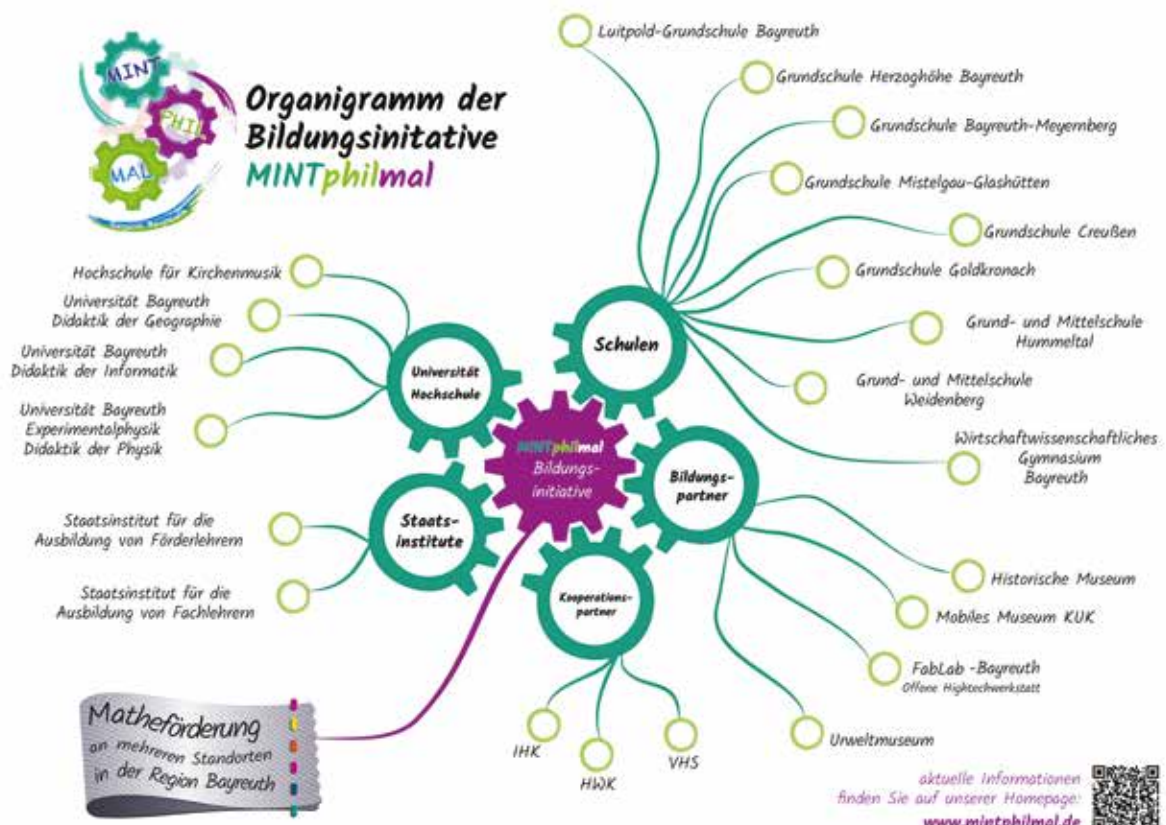 MINT
PHIL
MAL
Organigramm der
Bildungsinitative
MINTphilmal
Luitpold-Grundschule Bayreuth
Grundschule Herzoghöhe Bayreuth
Grundschule Bayreuth-Meyernberg
Grundschule Mistelgau-Glashütten
Grundschule Creußen
Grundschule Goldkronach
Grund- und Mittelschule
Hummeltal
Grund- und Mittelschule
Weidenberg
Wirtschaftwissenschaftliches
Gymnasium
Bayreuth
Schulen
Hochschule für Kirchenmusik
Universität Bayreuth
Didaktik der Geographie
Universität Bayreuth
Didaktik der Informatik
Universität Bayreuth
Experimentalphysik
Didaktik der Physik
Universität
Hochschule
MINTphilmal
Bildungs-
initiative
Bildungs-
partner
Staats-
institute
Staatsinstitut für die
Ausbildung von Förderlehrern
Staatsinstitut für die
Ausbildung von Fachlehrern
Kooperations-
partner
Historische Museum
Mobiles Museum KUK
FabLab -Bayreuth
Offene Hightechwerkstatt
Urweltmuseum
IHK
HWK
VHS
Matheförderung
an mehreren Standorten
in der Region Bayreuth
aktuelle Informationen
finden Sie auf unserer Homepage:
www.mintphilmal.de